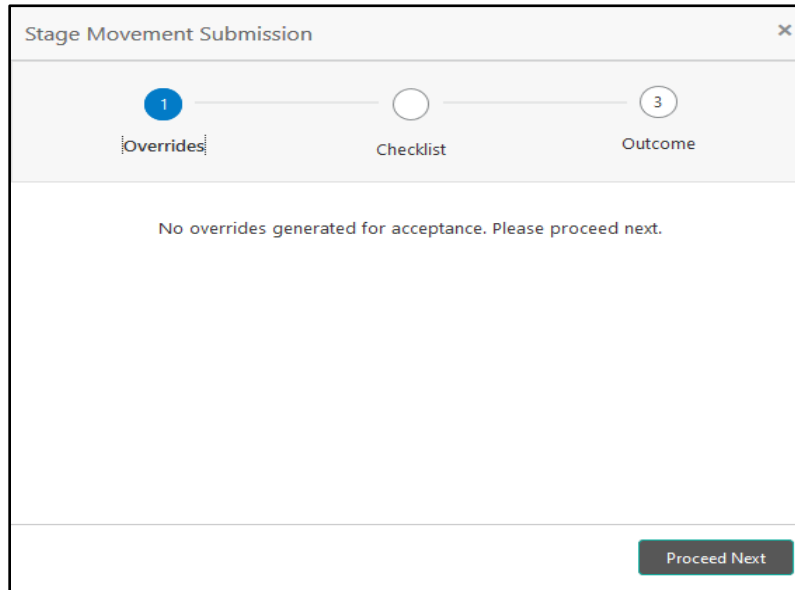 Stage Movement Submission
×
1
3
Overrides
Checklist
Outcome
No overrides generated for acceptance. Please proceed next.
Proceed Next